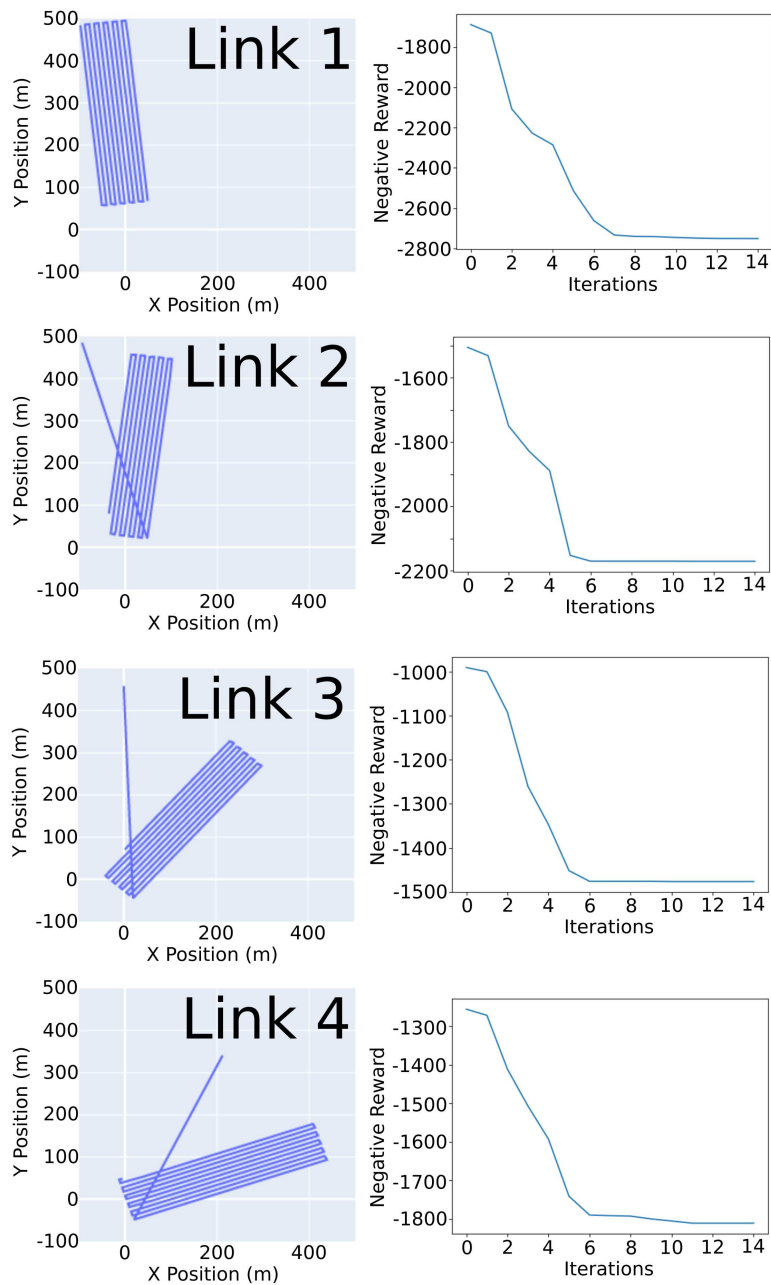 Link 1
Y Position (m)
500
400
300
200
100
0
-100
0 200 400
X Position (m)
Negative Reward
-1800
-2000
-2200
-2400
-2600
-2800
0 2 4 6 8 10 12 14
Iterations
Link 2
Y Position (m)
500
400
300
200
100
0
-100
0 200 400
X Position (m)
Negative Reward
-1600
-1800
-2000
-2200
0 2 4 6 8 10 12 14
Iterations
Link 3
Y Position (m)
500
400
300
200
100
0
-100
0 200 400
X Position (m)
Negative Reward
-1000
-1100
-1200
-1300
-1400
-1500
0 2 4 6 8 10 12 14
Iterations
Link 4
Y Position (m)
500
400
300
200
100
0
-100
0 200 400
X Position (m)
Negative Reward
-1300
-1400
-1500
-1600
-1700
-1800
0 2 4 6 8 10 12 14
Iterations